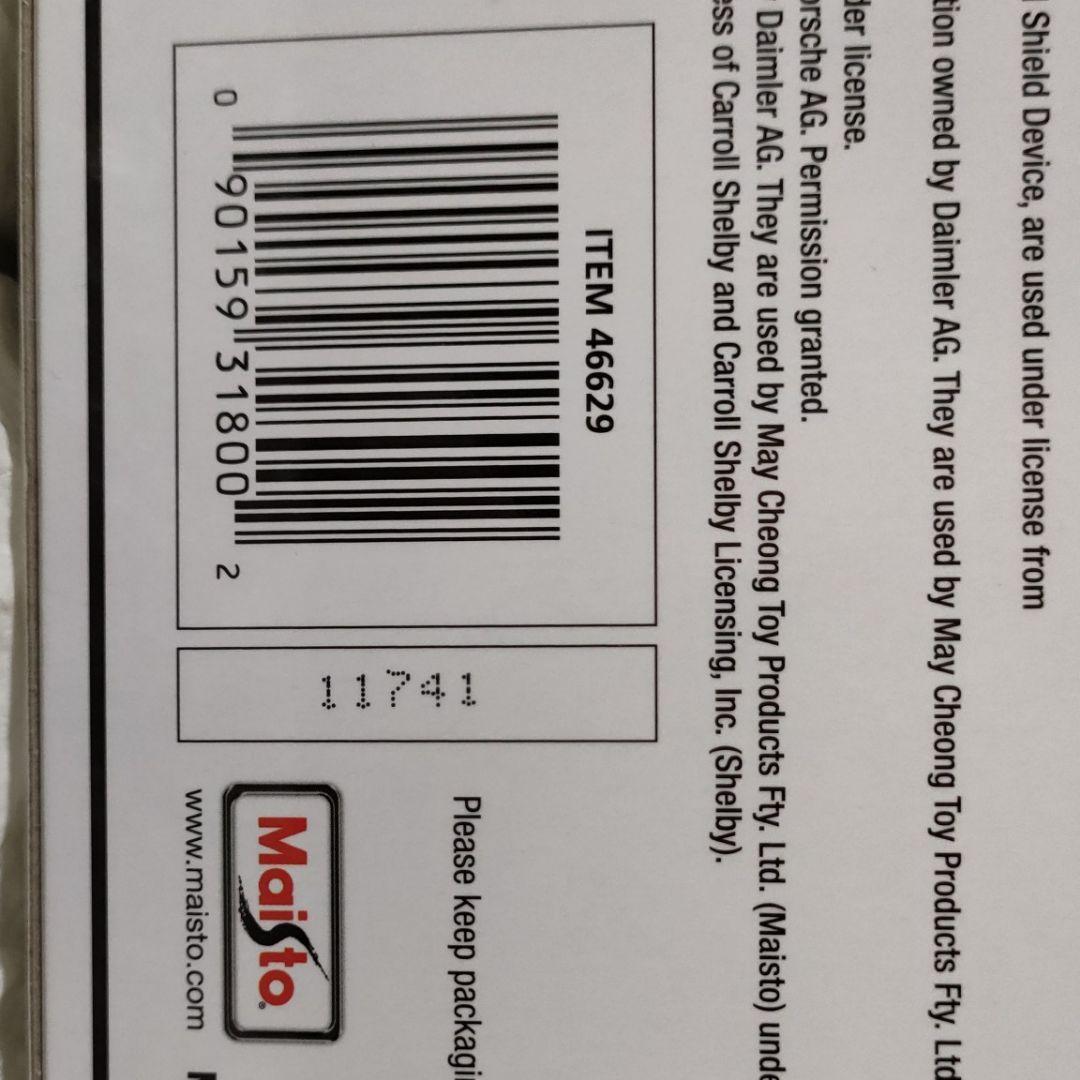 Shield Device, are used under license from
tion owned by Daimler AG. They are used by May Cheong Toy Products Fty. Ltd
der license.
orsche AG. Permission granted.
Daimler AG. They are used by May Cheong Toy Products Fty. Ltd. (Maisto) unde
ess of Carroll Shelby and Carroll Shelby Licensing, Inc. (Shelby).
ITEM 46629
0 90159 31800 2
Please keep packagi
Maisto
www.maisto.com